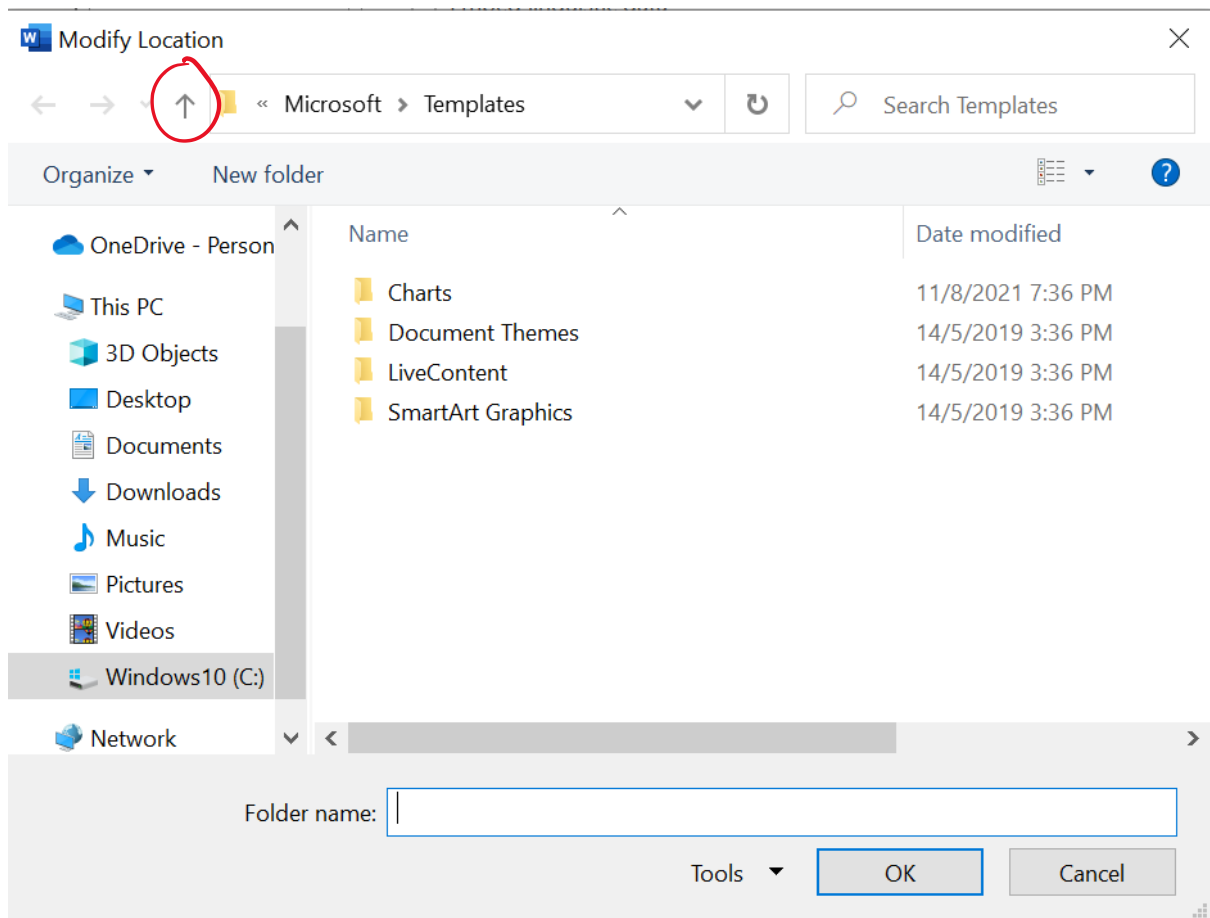 Modify Location
« Microsoft > Templates
Search Templates
Organize
New folder
Name
Date modified
OneDrive - Person
This PC
3D Objects
Desktop
Documents
Downloads
Music
Pictures
Videos
Windows10 (C:)
Network
Charts 11/8/2021 7:36 PM
Document Themes 14/5/2019 3:36 PM
LiveContent 14/5/2019 3:36 PM
SmartArt Graphics 14/5/2019 3:36 PM
Folder name:
Tools
OK
Cancel